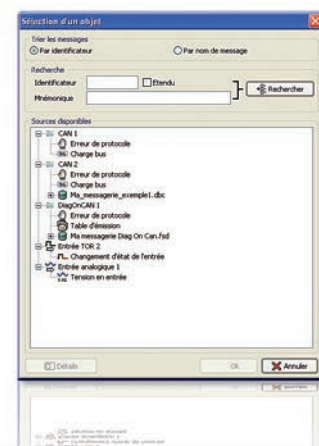 Sélection d'un objet
Trier les messages
Par identificateur
Par nom de message
Recherche
Identificateur
Etendu
Mnémonique
Rechercher
Sources disponibles
CAN 1
Erreur de protocole
Charge bus
CAN 2
Erreur de protocole
Charge bus
Ma_messagerie_exemple1.dbc
DiagOnCAN 1
Erreur de protocole
Table d'émission
Ma messagerie Diag On Can.fsd
Entrée TOR 2
Changement d'état de l'entrée
Entrée analogique 1
Tension en entrée
Détails
Ok
Annuler